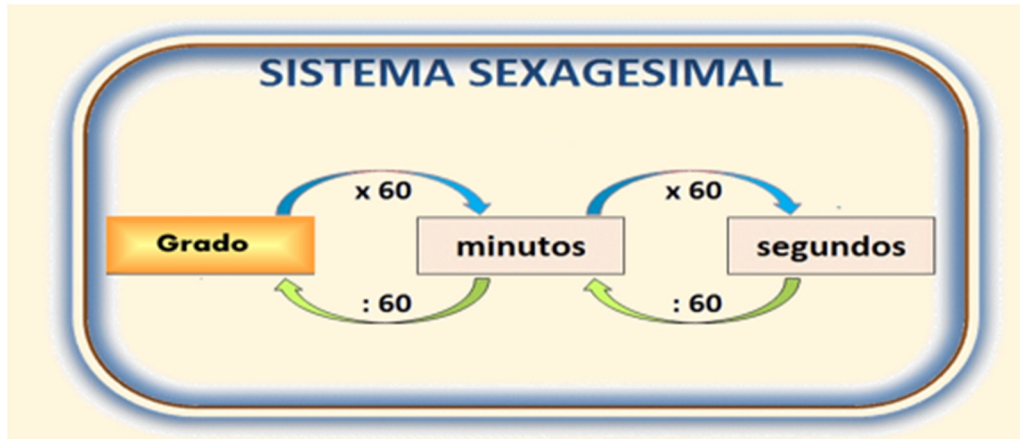 SISTEMA SEXAGESIMAL
x 60
x 60
Grado
minutos
segundos
: 60
: 60